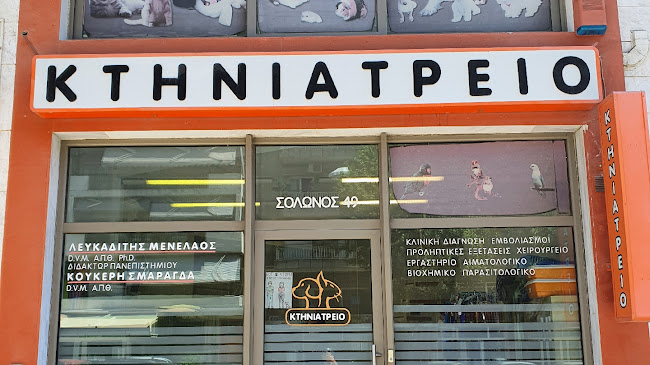 ΚΤΗΝΙΑΤΡΕΙΟ
ΚΤΗΝΙΑΤΡΕΙΟ
ΣΟΛΩΝΟΣ 49
ΛΕΥΚΑΔΙΤΗΣ ΜΕΝΕΛΑΟΣ
D.V.M. Α.Π.Θ. Ph.D.
ΔΙΔΑΚΤΩΡ ΠΑΝΕΠΙΣΤΗΜΙΟΥ
ΚΟΥΚΕΡΗ ΣΜΑΡΑΓΔΑ
D.V.M. Α.Π.Θ.
ΚΤΗΝΙΑΤΡΕΙΟ
ΚΛΙΝΙΚΗ ΔΙΑΓΝΩΣΗ ΕΜΒΟΛΙΑΣΜΟΙ
ΠΡΟΛΗΠΤΙΚΕΣ ΕΞΕΤΑΣΕΙΣ ΧΕΙΡΟΥΡΓΕΙΟ
ΕΡΓΑΣΤΗΡΙΟ ΑΙΜΑΤΟΛΟΓΙΚΟ
ΒΙΟΧΗΜΙΚΟ ΠΑΡΑΣΙΤΟΛΟΓΙΚΟ